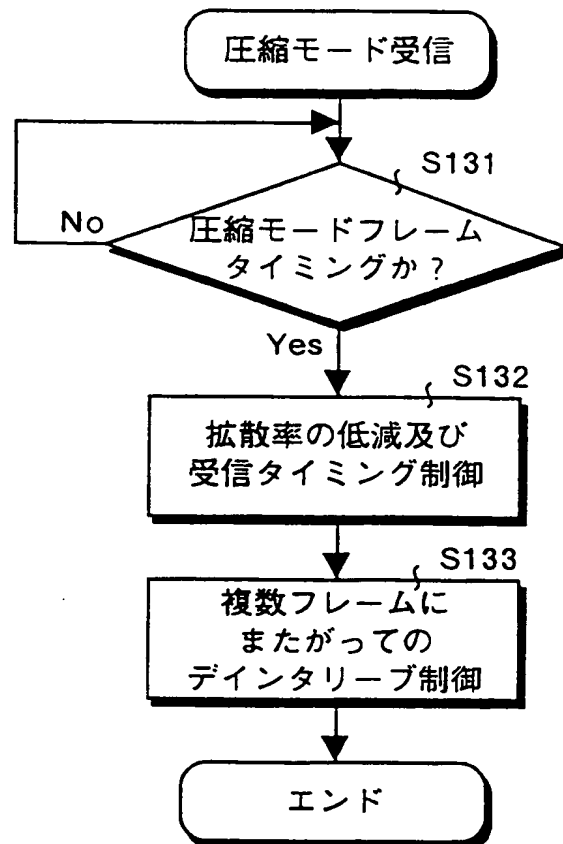 圧縮モード受信
S131
No
圧縮モードフレーム
タイミングか？
Yes
S132
拡散率の低減及び
受信タイミング制御
S133
複数フレームに
またがっての
デインタリーブ制御
エンド